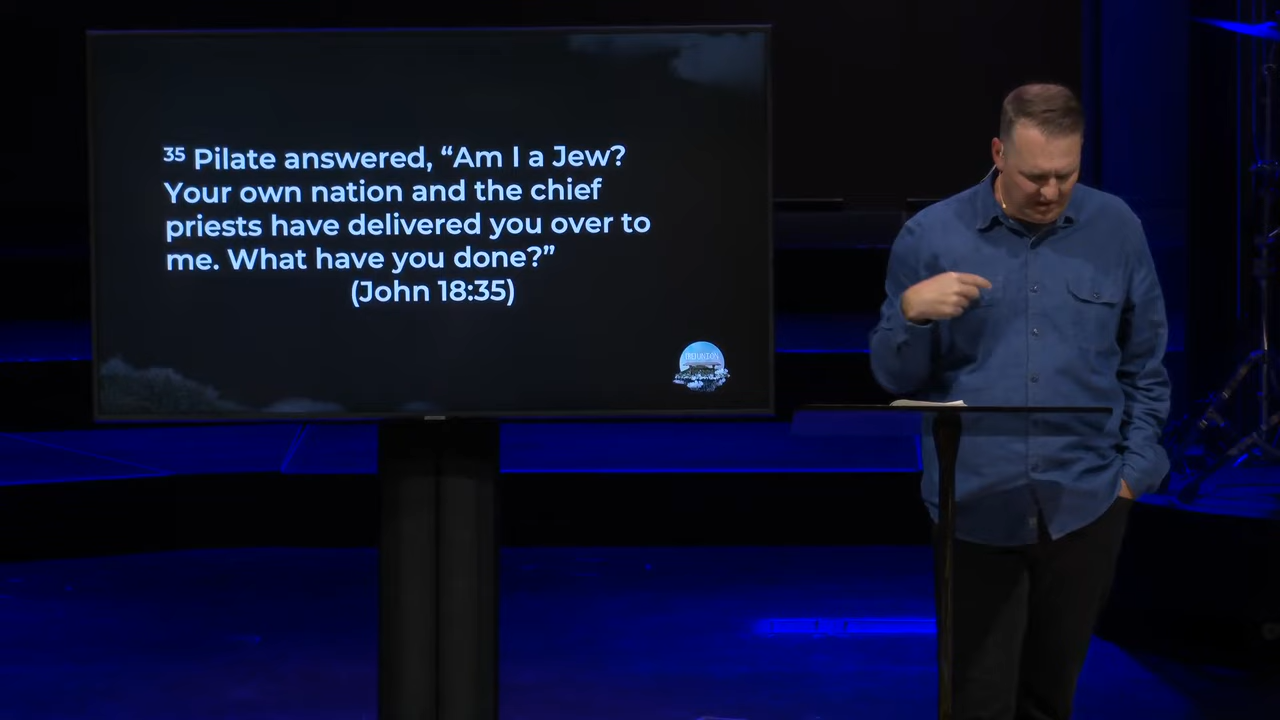 ³⁵ Pilate answered, “Am I a Jew?
Your own nation and the chief
priests have delivered you over to
me. What have you done?”
(John 18:35)